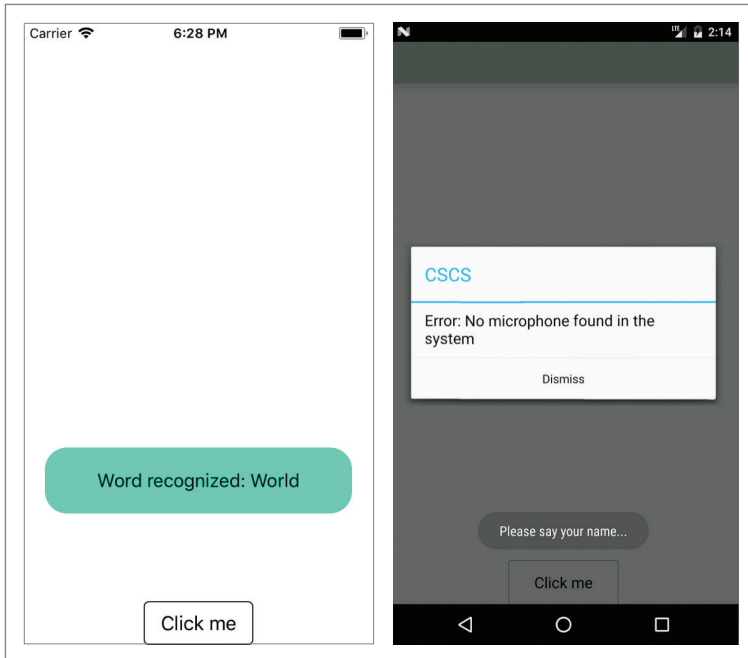 Carrier 6:28 PM
Word recognized: World
Click me
LTE 2:14
CSCS
Error: No microphone found in the
system
Dismiss
Please say your name...
Click me